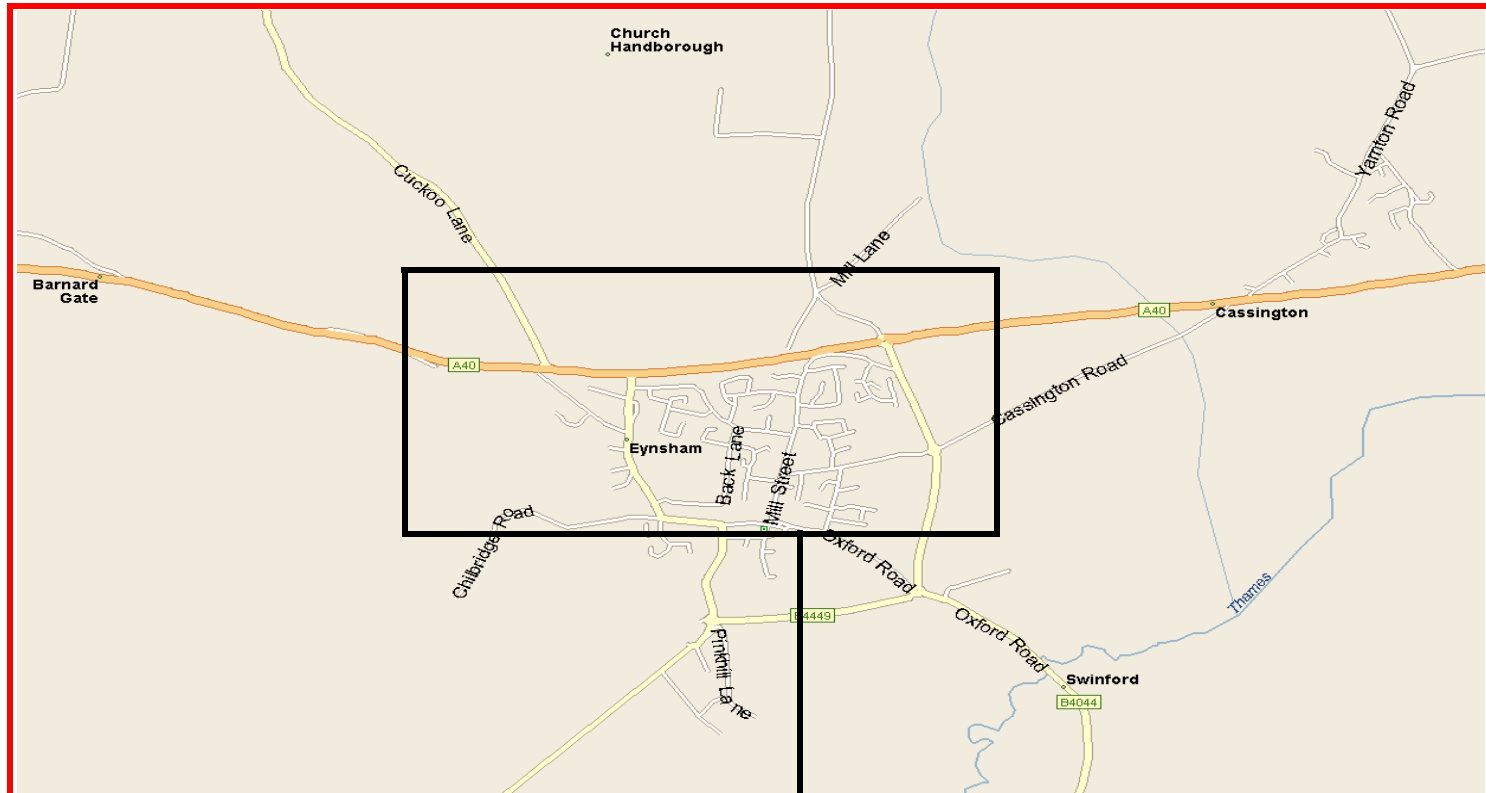 Church
Handborough
Yarnton Road
Cuckoo Lane
Mill Lane
Barnard
Gate
A40
Cassington
A40
Cassington Road
Eynsham
Back Lane
Mill Street
Chilbridge Road
Oxford Road
Thames
B4449
Oxford Road
Pinkhill Lane
Swinford
B4044